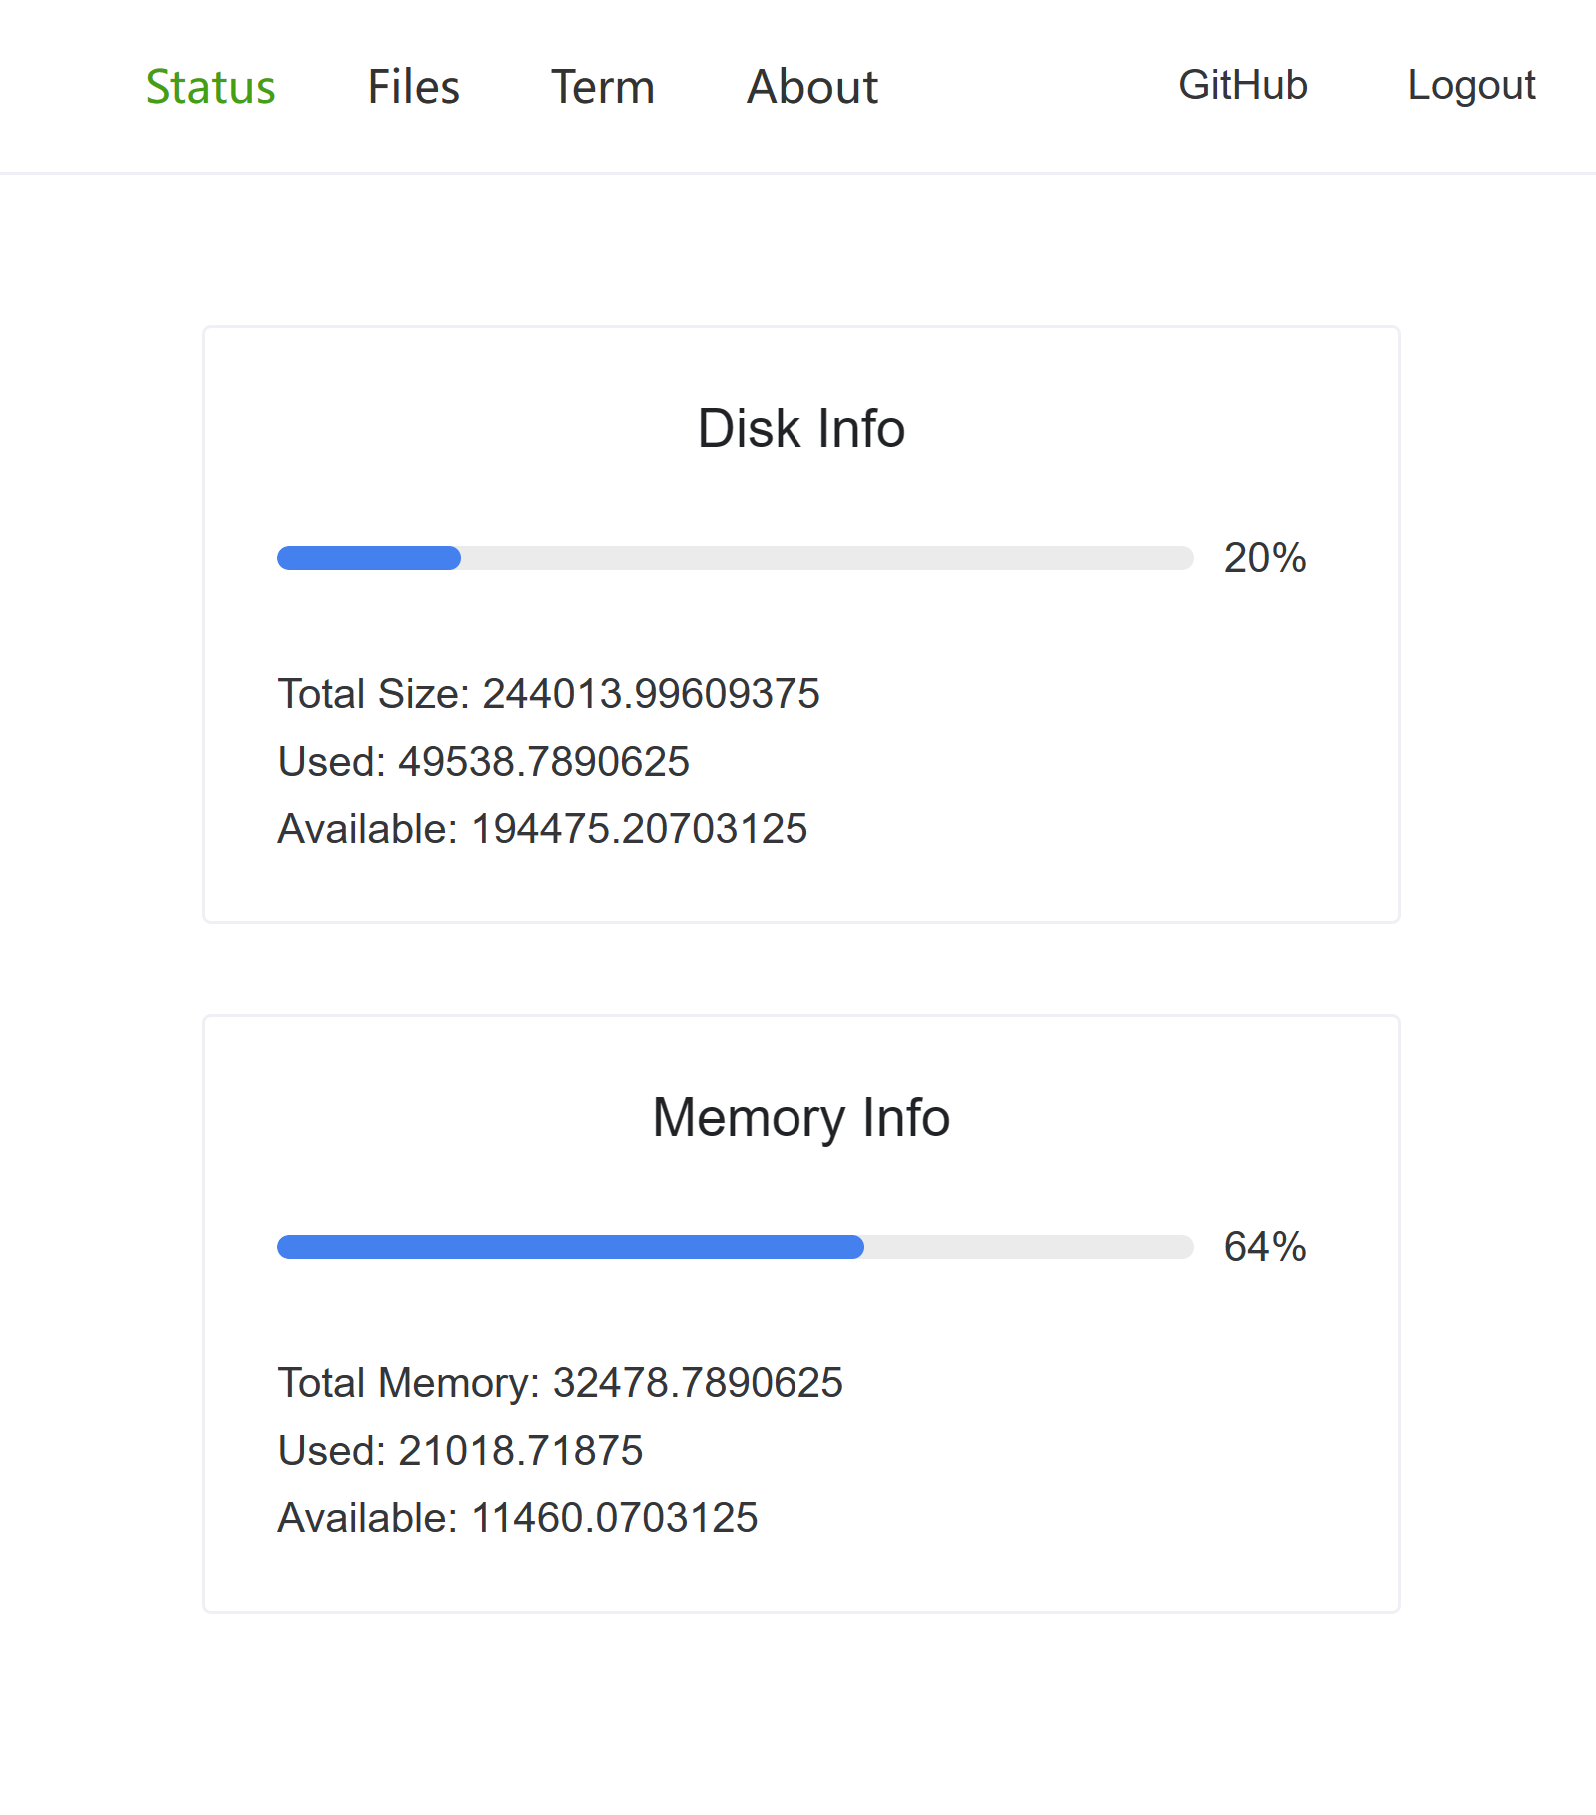 Status Files Term About GitHub Logout
Disk Info
20%
Total Size: 244013.99609375
Used: 49538.7890625
Available: 194475.20703125
Memory Info
64%
Total Memory: 32478.7890625
Used: 21018.71875
Available: 11460.0703125